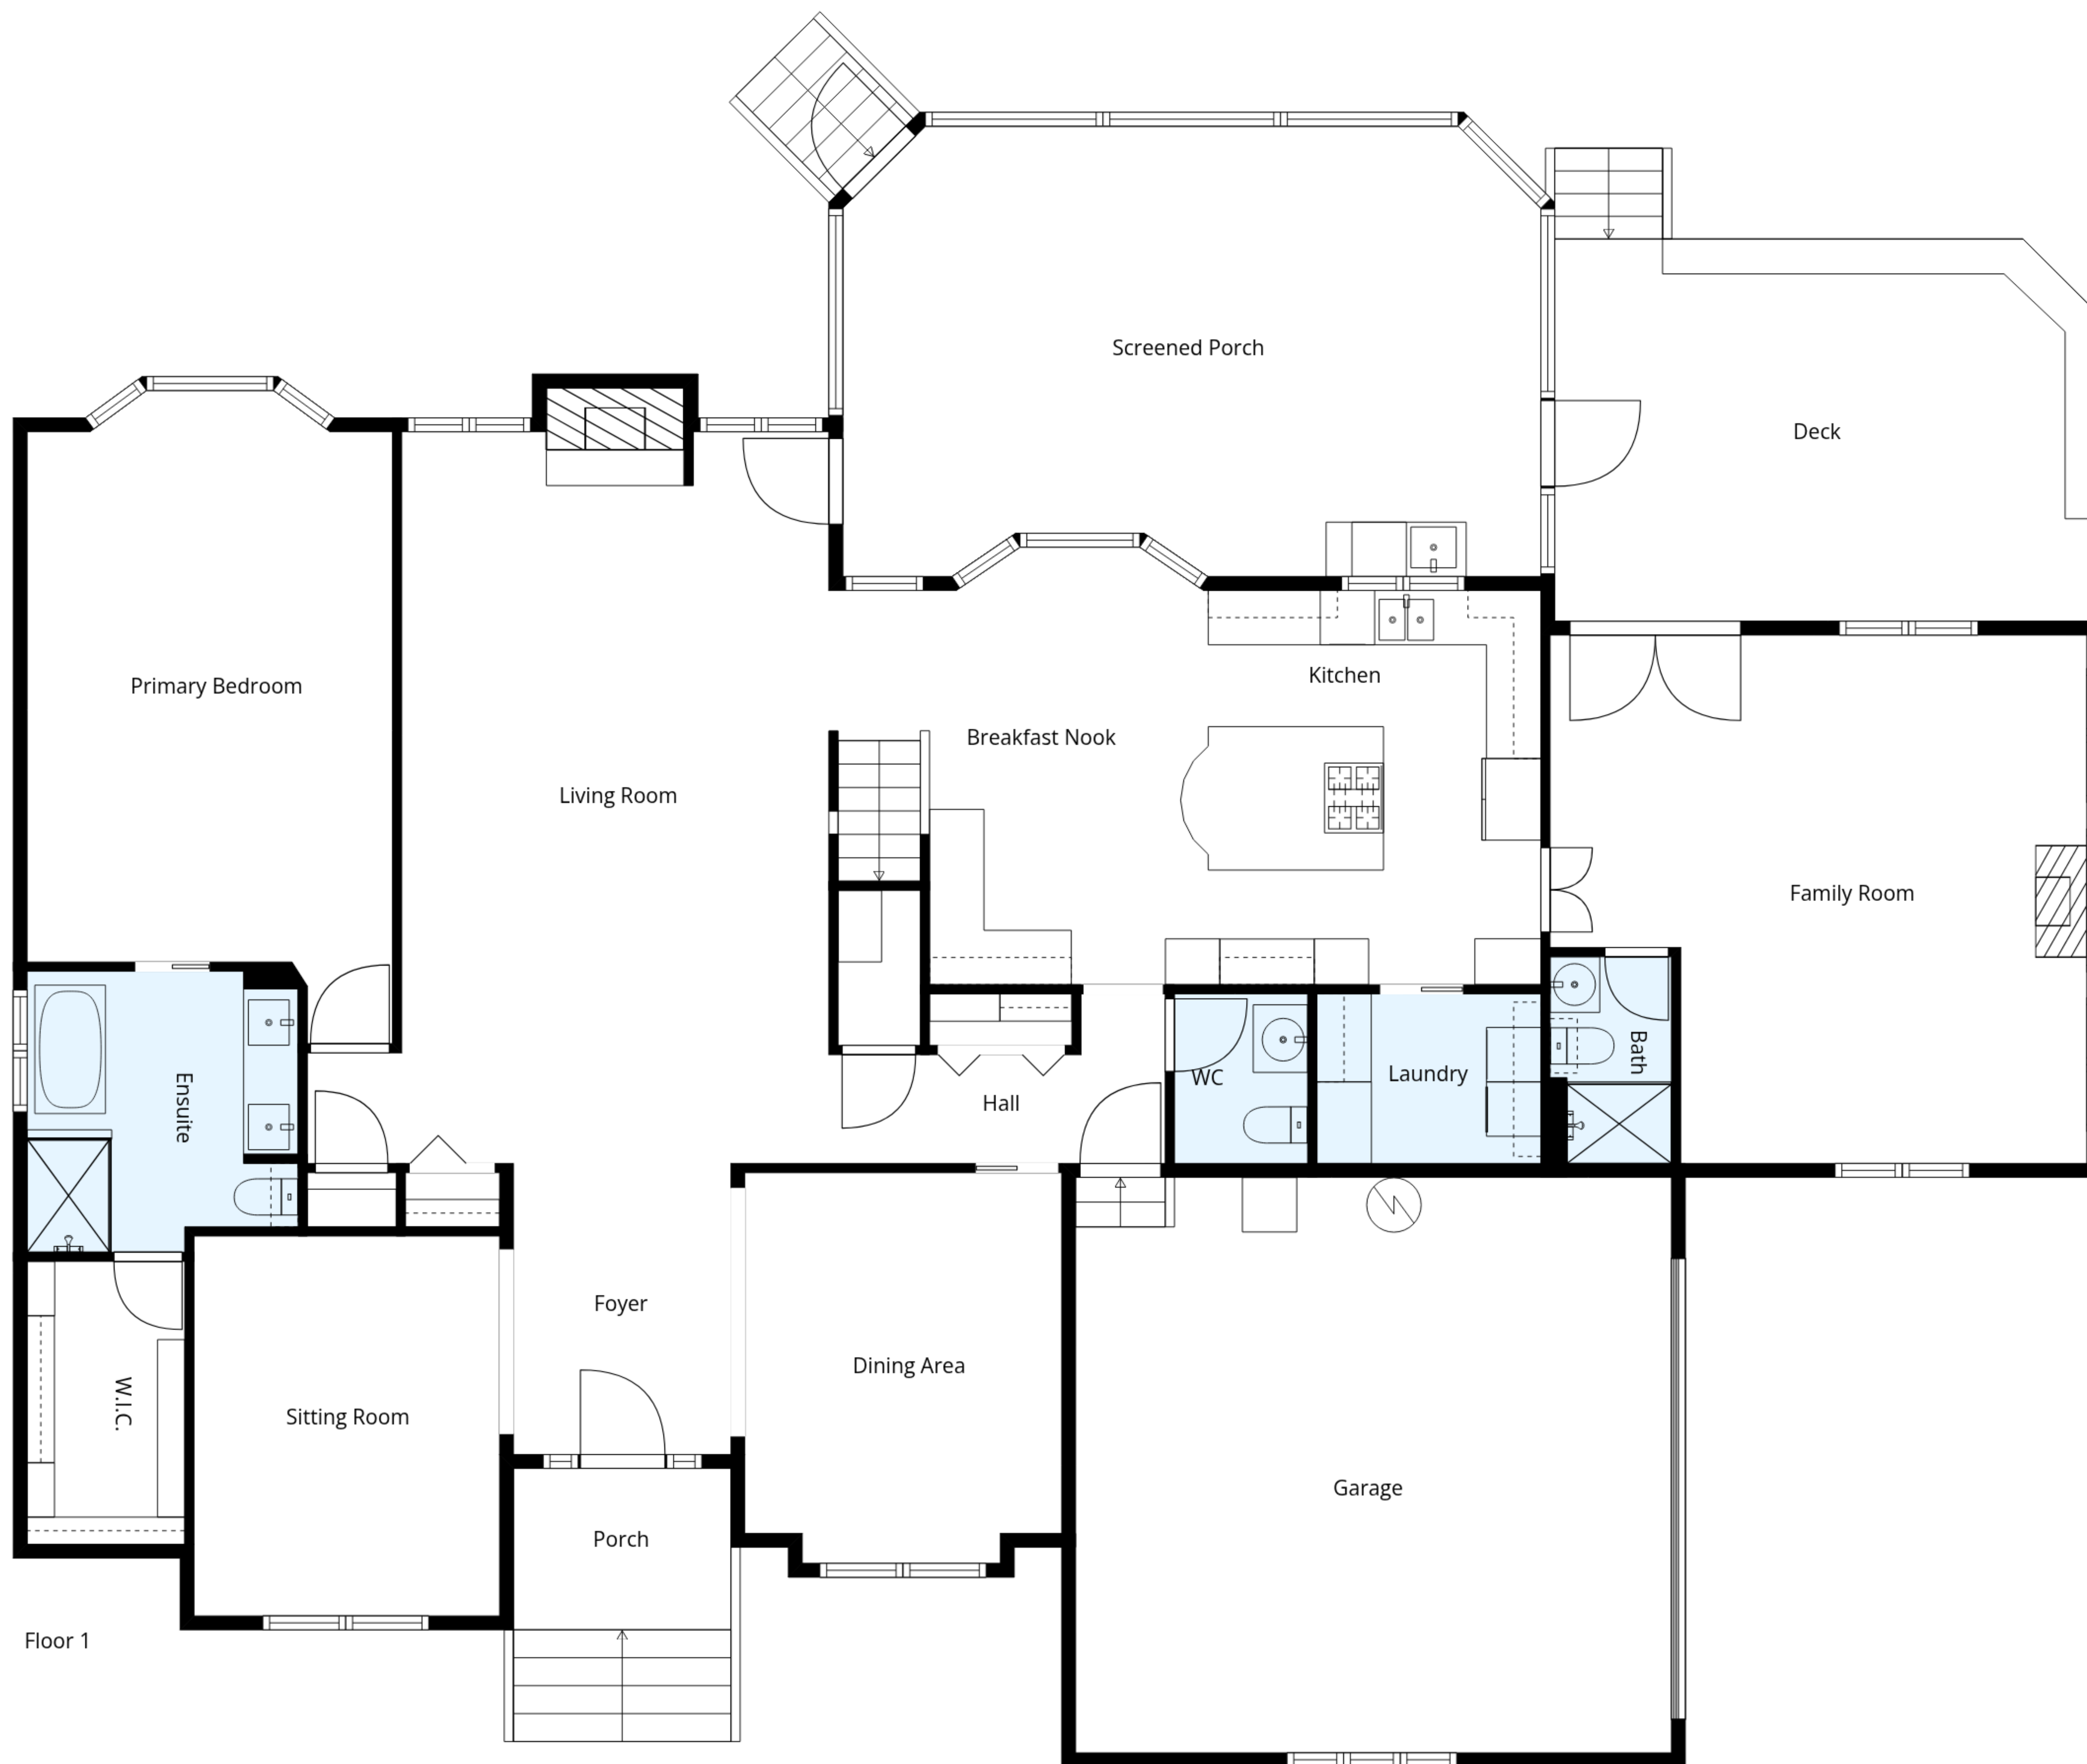 Screened Porch
Deck
Primary Bedroom
Kitchen
Breakfast Nook
Living Room
Family Room
Ensuite
Bath
WC
Laundry
Hall
Foyer
Dining Area
W.I.C.
Sitting Room
Garage
Porch
Floor 1